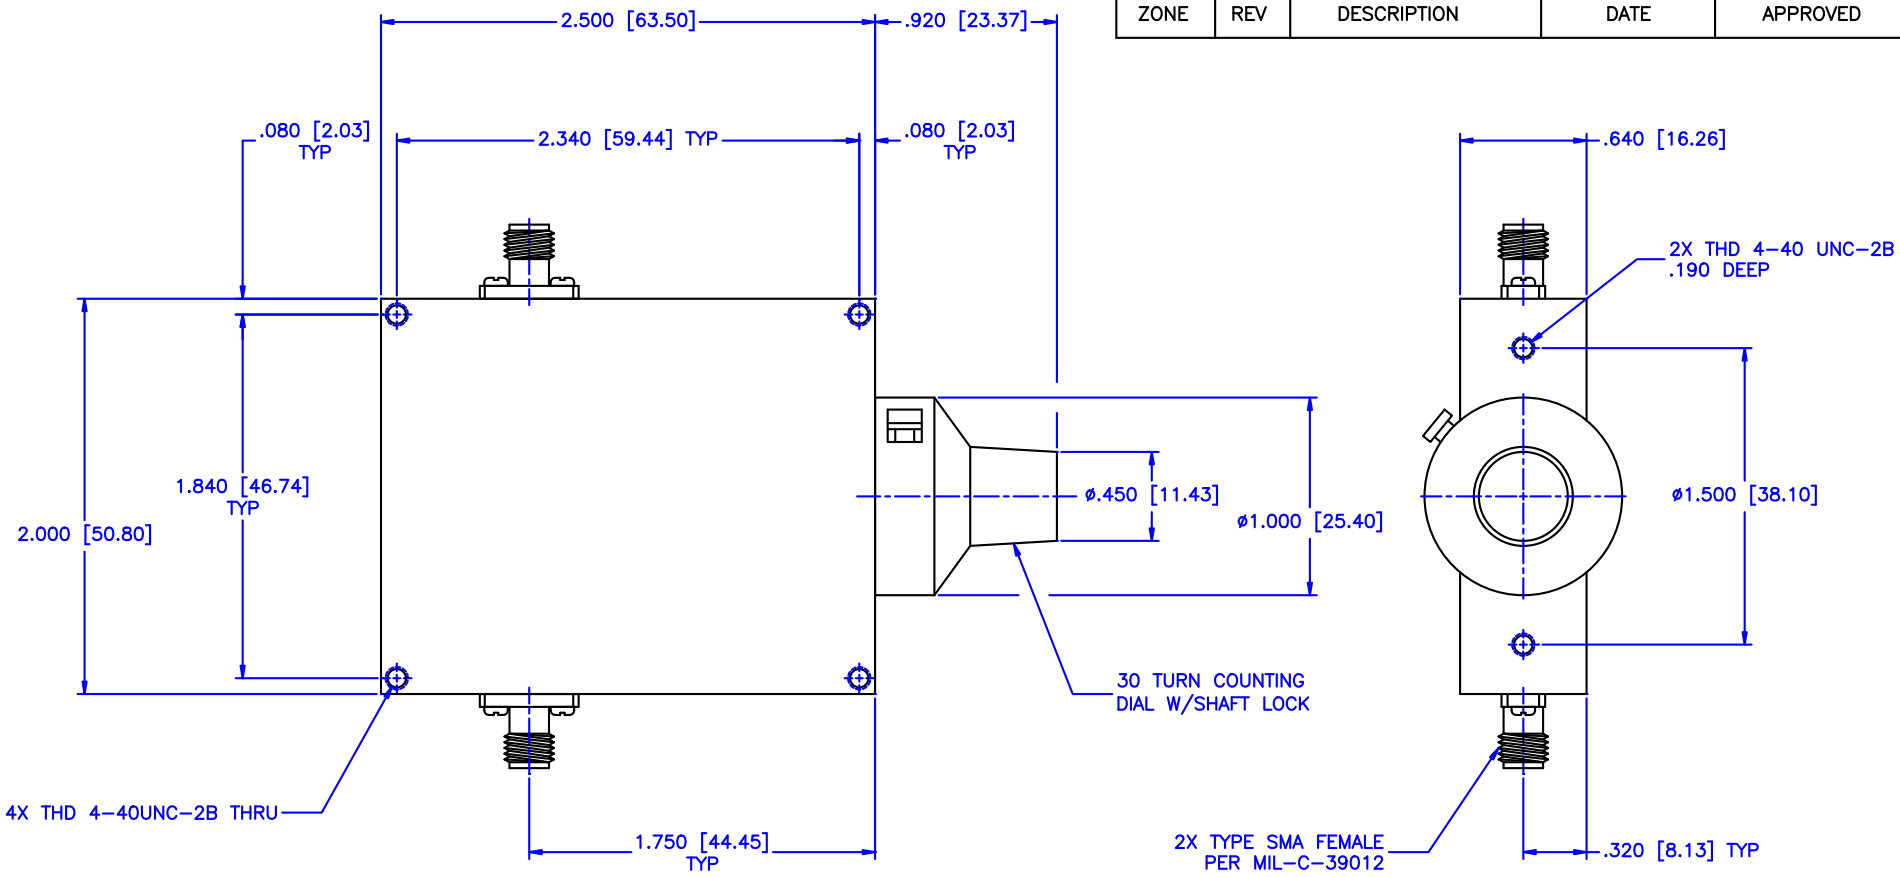 2.500 [63.50]
.920 [23.37]
ZONE REV DESCRIPTION DATE APPROVED
.080 [2.03]
TYP
2.340 [59.44] TYP
.080 [2.03]
TYP
.640 [16.26]
2X THD 4-40 UNC-2B
.190 DEEP
1.840 [46.74]
TYP
2.000 [50.80]
ø.450 [11.43]
ø1.000 [25.40]
ø1.500 [38.10]
30 TURN COUNTING
DIAL W/SHAFT LOCK
4X THD 4-40UNC-2B THRU
1.750 [44.45]
TYP
2X TYPE SMA FEMALE
PER MIL-C-39012
.320 [8.13] TYP